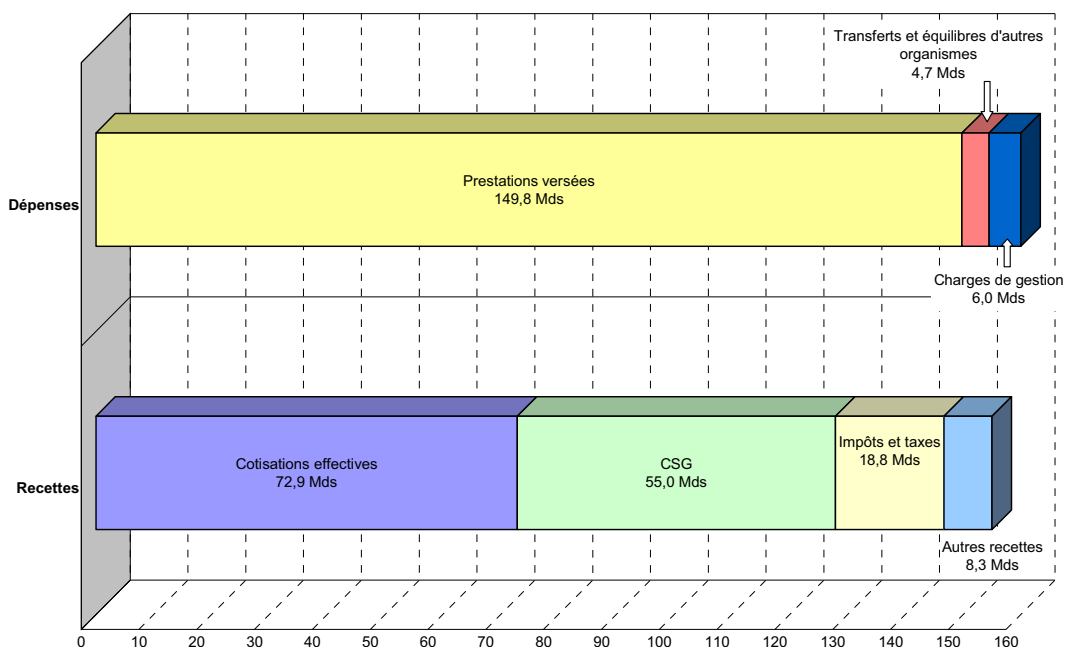 Transferts et équilibres d'autres
organismes
4,7 Mds
Prestations versées
149,8 Mds
Dépenses
Charges de gestion
6,0 Mds
Cotisations effectives
72,9 Mds
CSG
55,0 Mds
Impôts et taxes
18,8 Mds
Recettes
Autres recettes
8,3 Mds
0 10 20 30 40 50 60 70 80 90 100 110 120 130 140 150 160